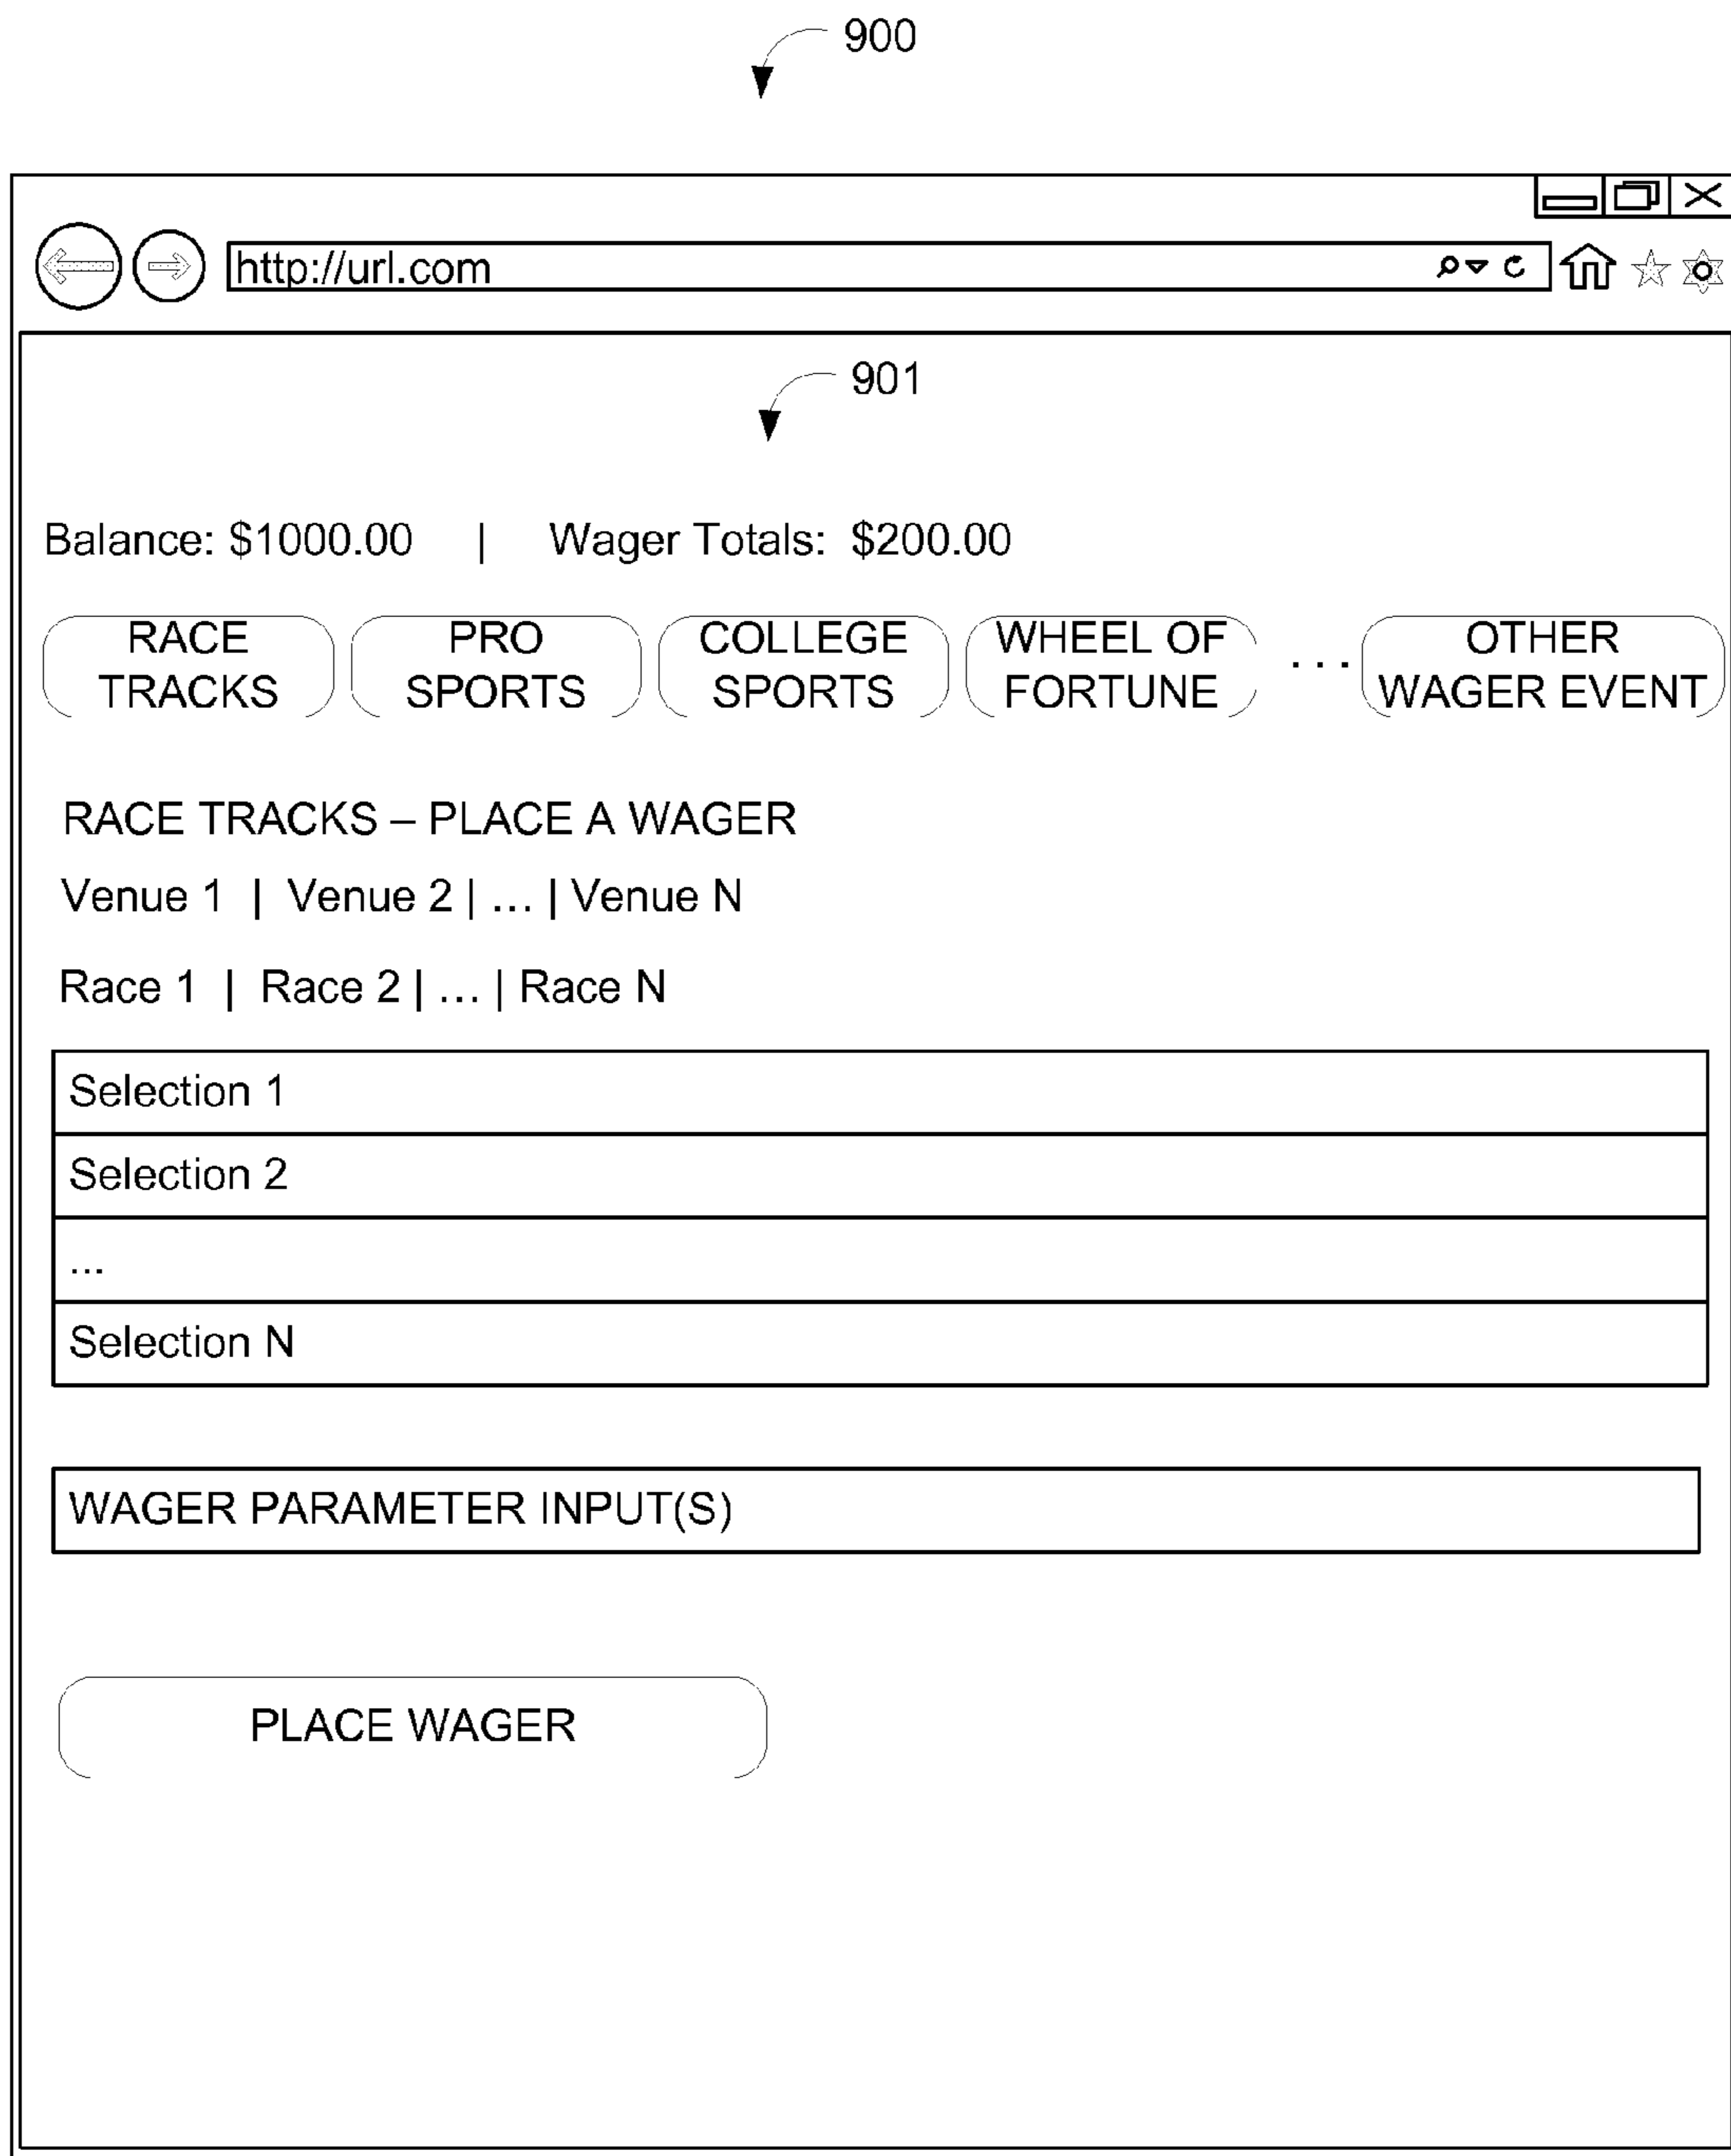 900
http://url.com
901
Balance: $1000.00 | Wager Totals: $200.00
RACE TRACKS
PRO SPORTS
COLLEGE SPORTS
WHEEL OF FORTUNE
...
OTHER WAGER EVENT
RACE TRACKS – PLACE A WAGER
Venue 1 | Venue 2 | ... | Venue N
Race 1 | Race 2 | ... | Race N
Selection 1
Selection 2
...
Selection N
WAGER PARAMETER INPUT(S)
PLACE WAGER